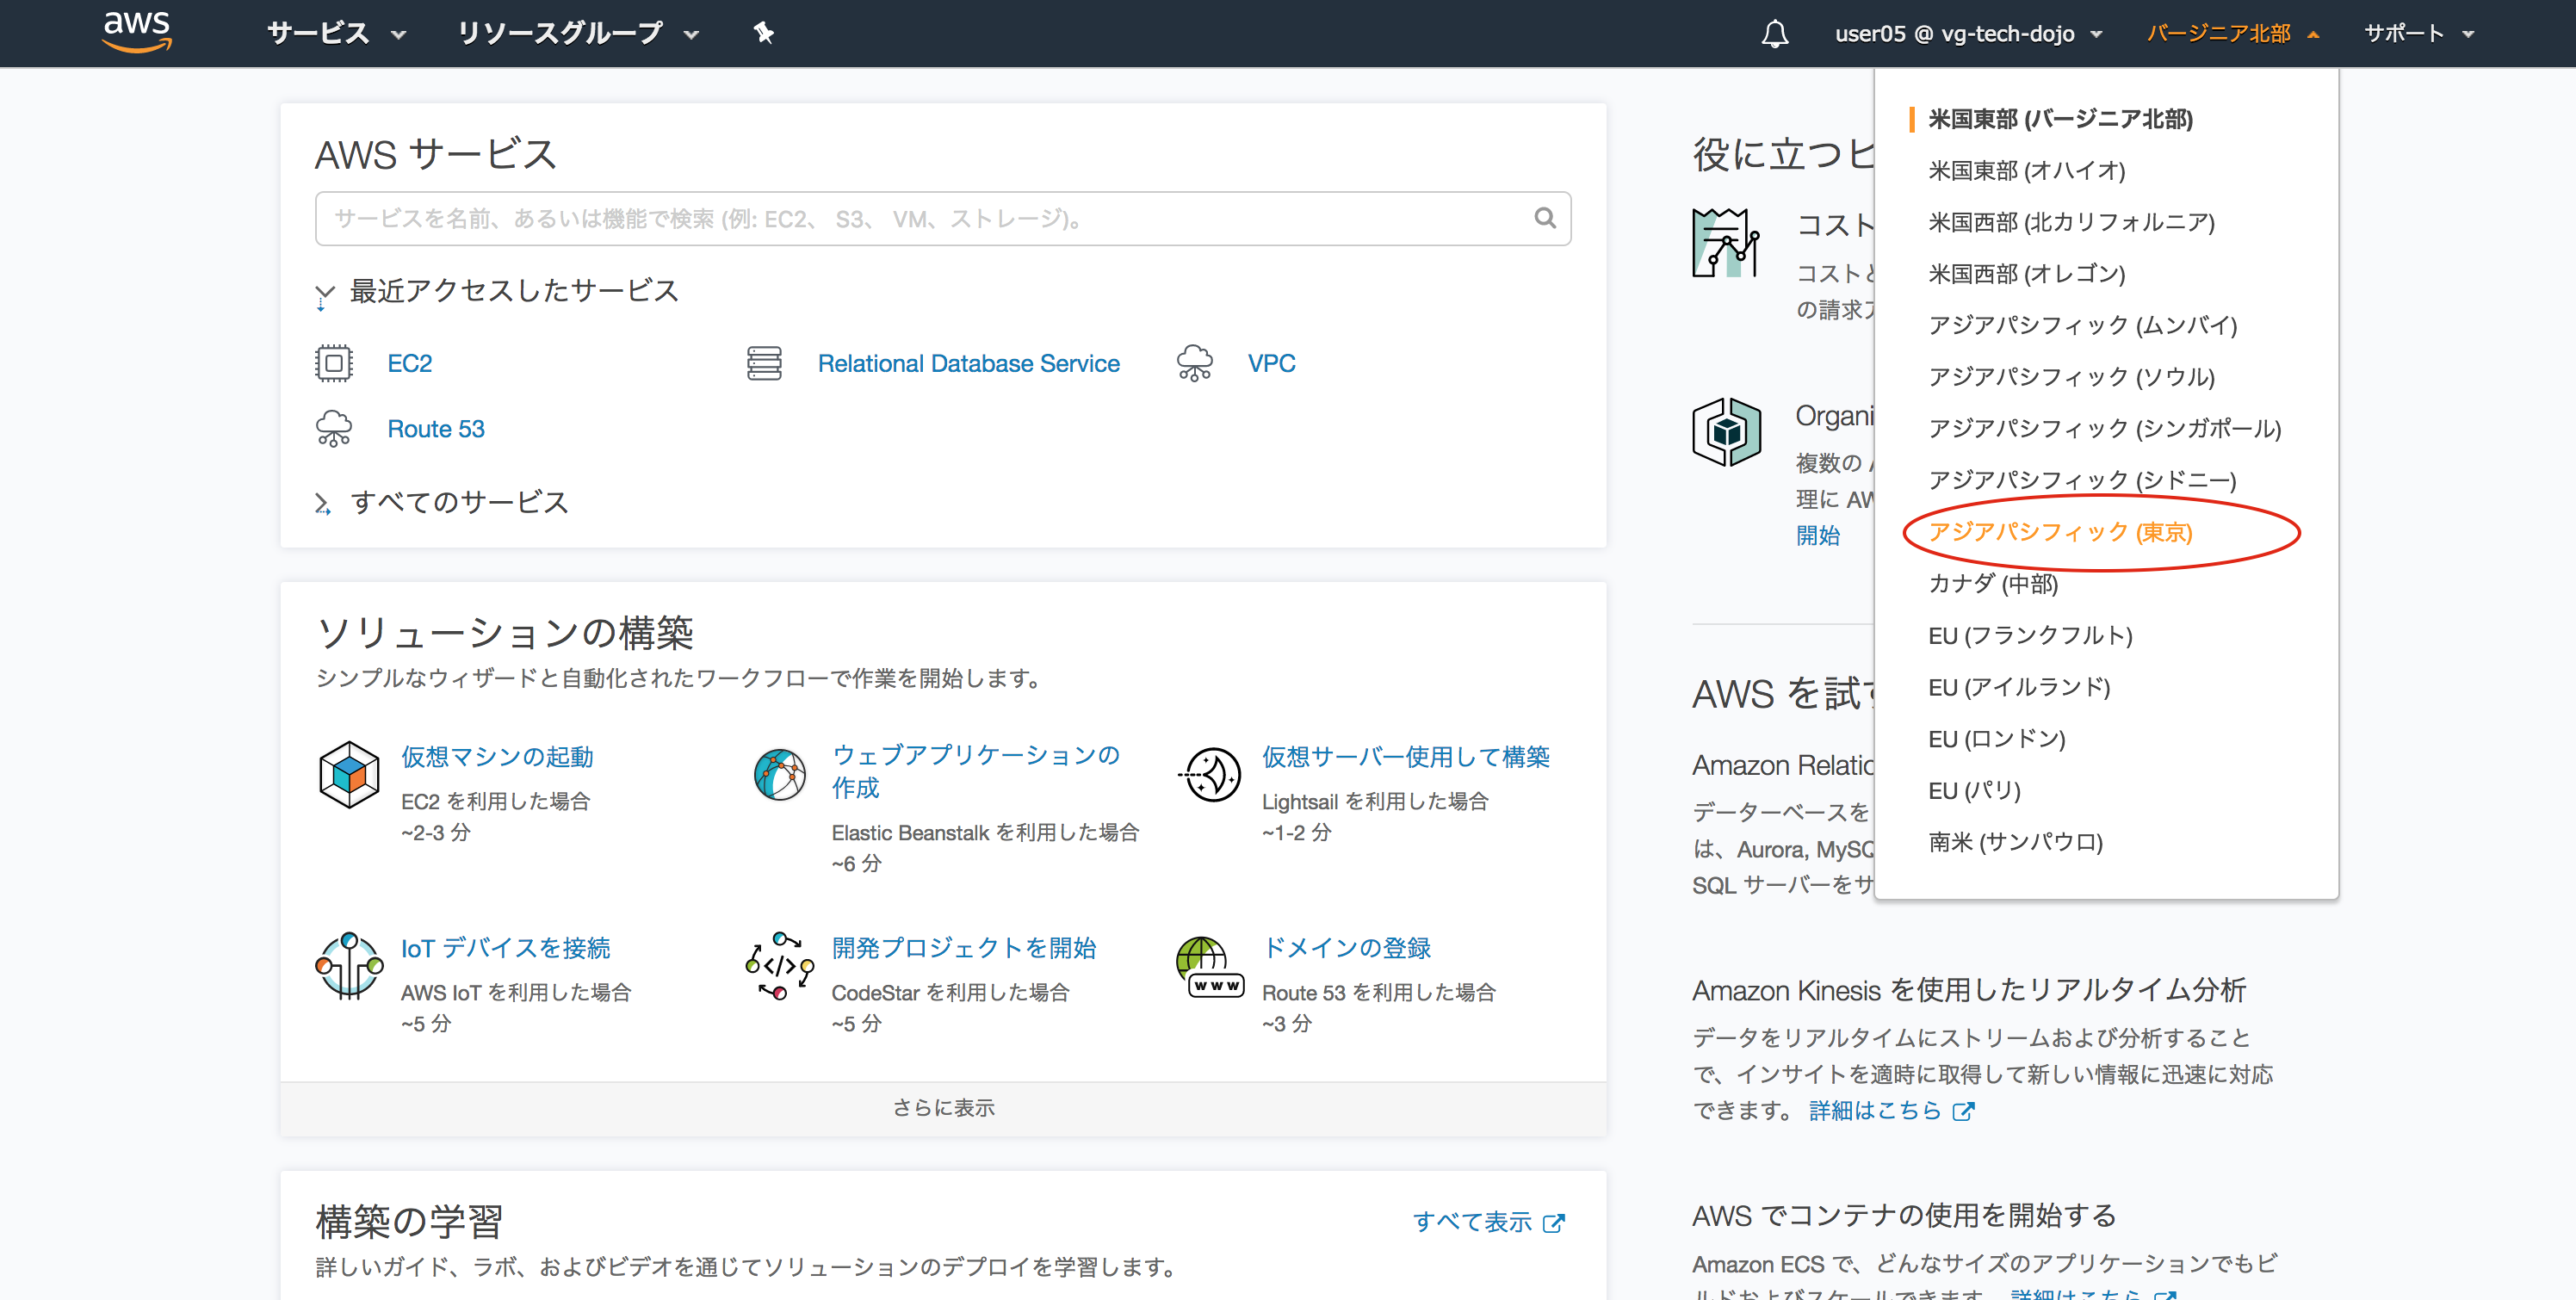 aws
サービス
リソースグループ
user05 @ vg-tech-dojo
バージニア北部
サポート
AWS サービス
サービスを名前、あるいは機能で検索 (例: EC2、 S3、 VM、ストレージ)。
最近アクセスしたサービス
EC2
Relational Database Service
VPC
Route 53
すべてのサービス
ソリューションの構築
シンプルなウィザードと自動化されたワークフローで作業を開始します。
仮想マシンの起動
EC2 を利用した場合
~2-3 分
ウェブアプリケーションの
作成
Elastic Beanstalk を利用した場合
~6 分
仮想サーバー使用して構築
Lightsail を利用した場合
~1-2 分
IoT デバイスを接続
AWS IoT を利用した場合
~5 分
開発プロジェクトを開始
CodeStar を利用した場合
~5 分
www
ドメインの登録
Route 53 を利用した場合
~3 分
さらに表示
構築の学習
すべて表示
詳しいガイド、ラボ、およびビデオを通じてソリューションのデプロイを学習します。
役に立つヒ
コスト
コストと
の請求ア
Organi
複数の A
理に AW
開始
AWS を試す
Amazon Relatio
データーベースを
は、Aurora, MySQ
SQL サーバーをサ
Amazon Kinesis を使用したリアルタイム分析
データをリアルタイムにストリームおよび分析すること
で、インサイトを適時に取得して新しい情報に迅速に対応
できます。 詳細はこちら
AWS でコンテナの使用を開始する
Amazon ECS で、どんなサイズのアプリケーションでもビ
ルドおよびスケールできます。 詳細はこちら
米国東部 (バージニア北部)
米国東部 (オハイオ)
米国西部 (北カリフォルニア)
米国西部 (オレゴン)
アジアパシフィック (ムンバイ)
アジアパシフィック (ソウル)
アジアパシフィック (シンガポール)
アジアパシフィック (シドニー)
アジアパシフィック (東京)
カナダ (中部)
EU (フランクフルト)
EU (アイルランド)
EU (ロンドン)
EU (パリ)
南米 (サンパウロ)